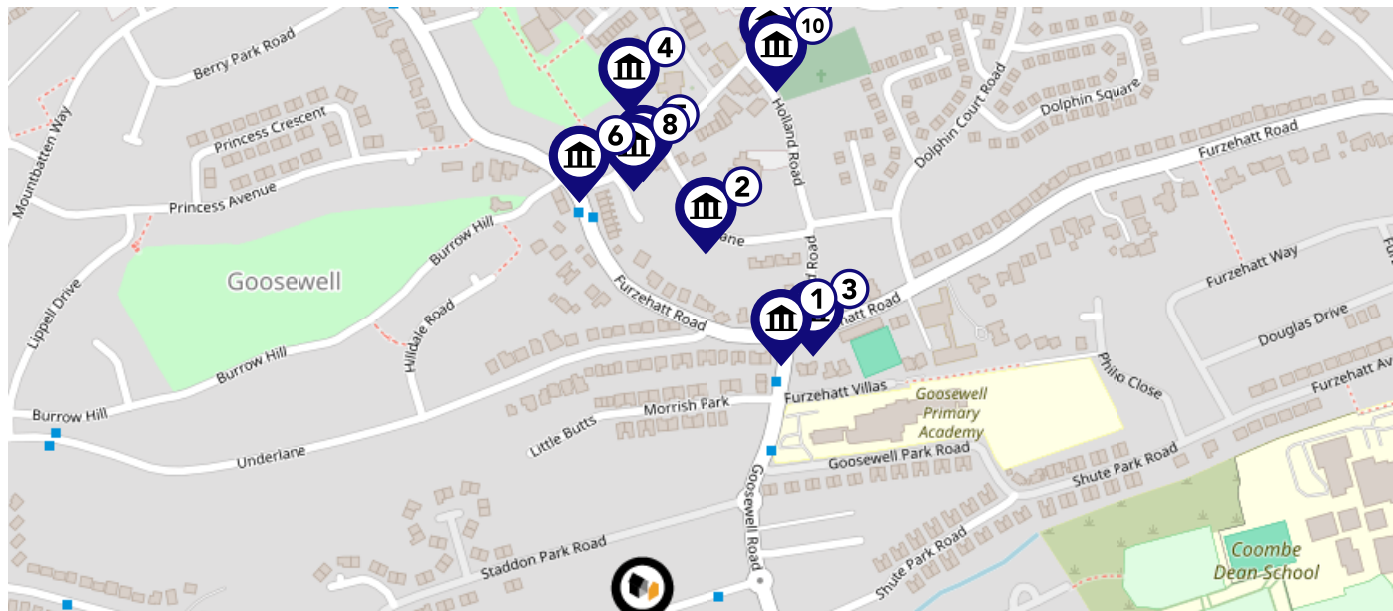 10
4
Berry Park Road
Dolphin Square
Holland Road
Dolphin Court Road
Mountbatten Way
Princess Crescent
8
6
Furzehatt Road
Princess Avenue
2
Burrow Hill
Goosewell
Furzehatt Way
Lippell Drive
Furzehatt Road
1
3
Hilldale Road
Douglas Drive
Burrow Hill
Philip Close
Furzehatt Villas
Goosewell
Primary
Academy
Morrish Park
Burrow Hill
Little Butts
Underlane
Goosewell Park Road
Shute Park Road
Goosewell Road
Staddon Park Road
Shute Park Road
Coombe
Dean School